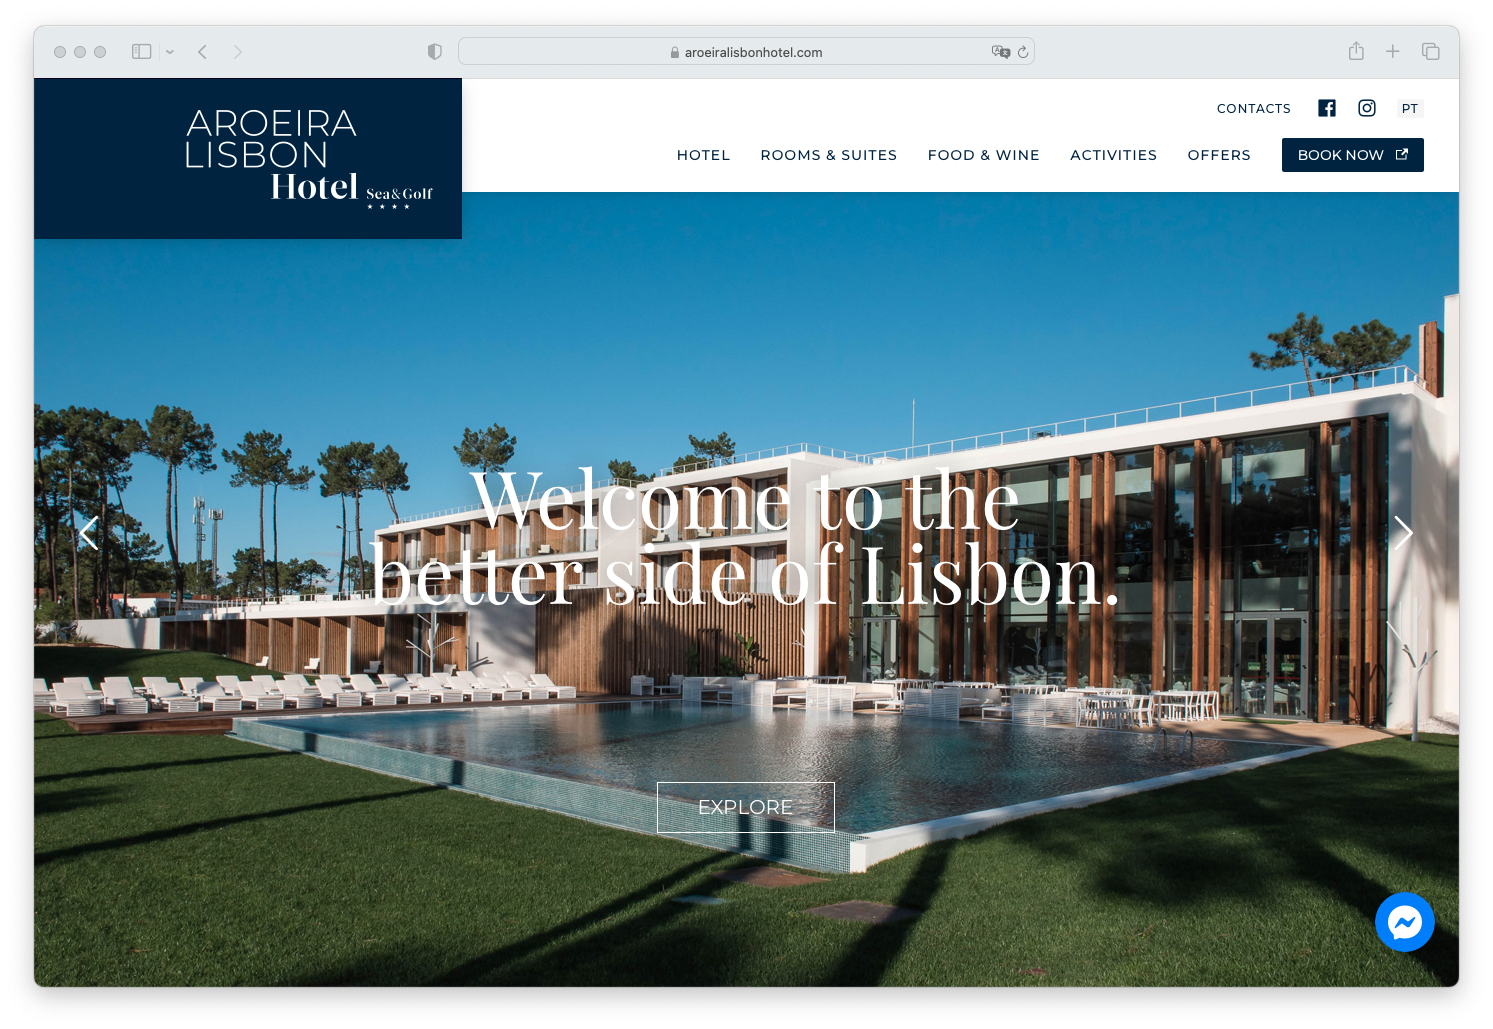 aroeiralisbonhotel.com
AROEIRA
LISBON
Hotel Sea&Golf
CONTACTS
PT
HOTEL ROOMS & SUITES FOOD & WINE ACTIVITIES OFFERS BOOK NOW
Welcome to the
better side of Lisbon.
EXPLORE